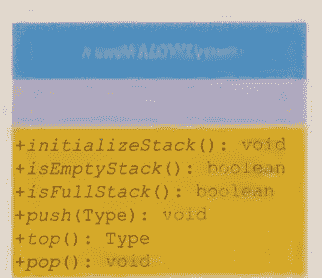 +initializeStack(): void
+isEmptyStack(): boolean
+isFullStack(): boolean
+push(Type): void
+top(): Type
+pop(): void